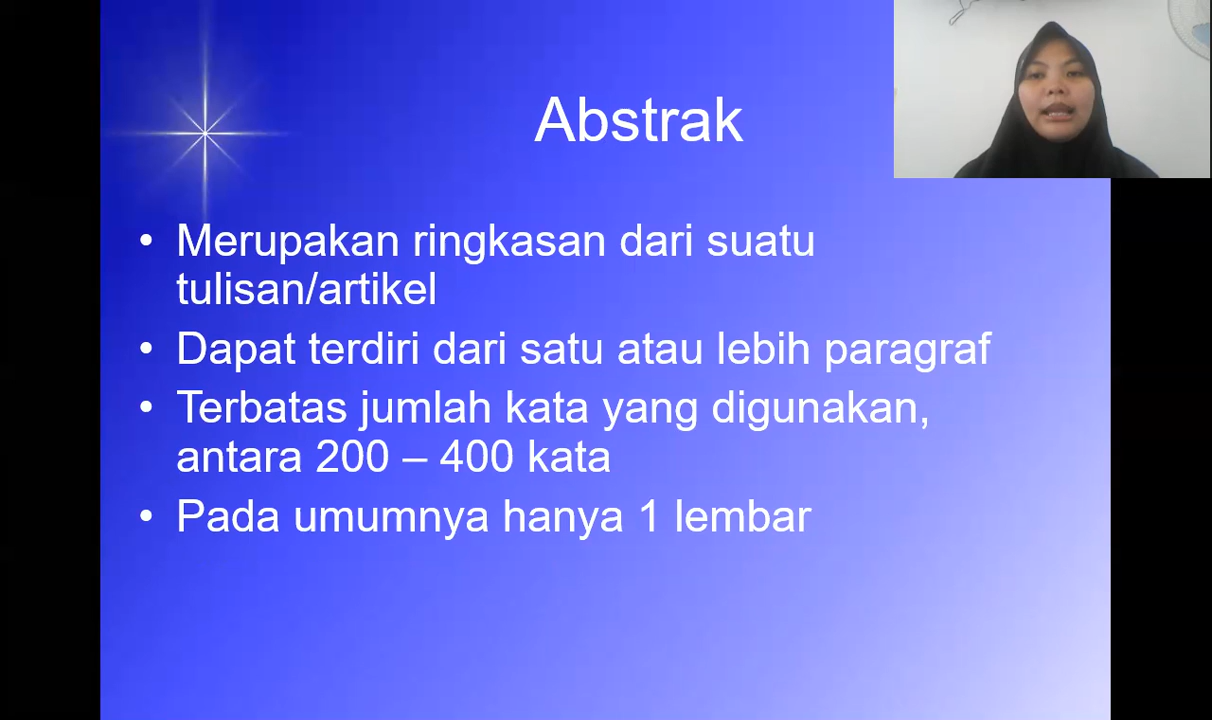 Abstrak
• Merupakan ringkasan dari suatu
tulisan/artikel
• Dapat terdiri dari satu atau lebih paragraf
• Terbatas jumlah kata yang digunakan,
antara 200 – 400 kata
• Pada umumnya hanya 1 lembar